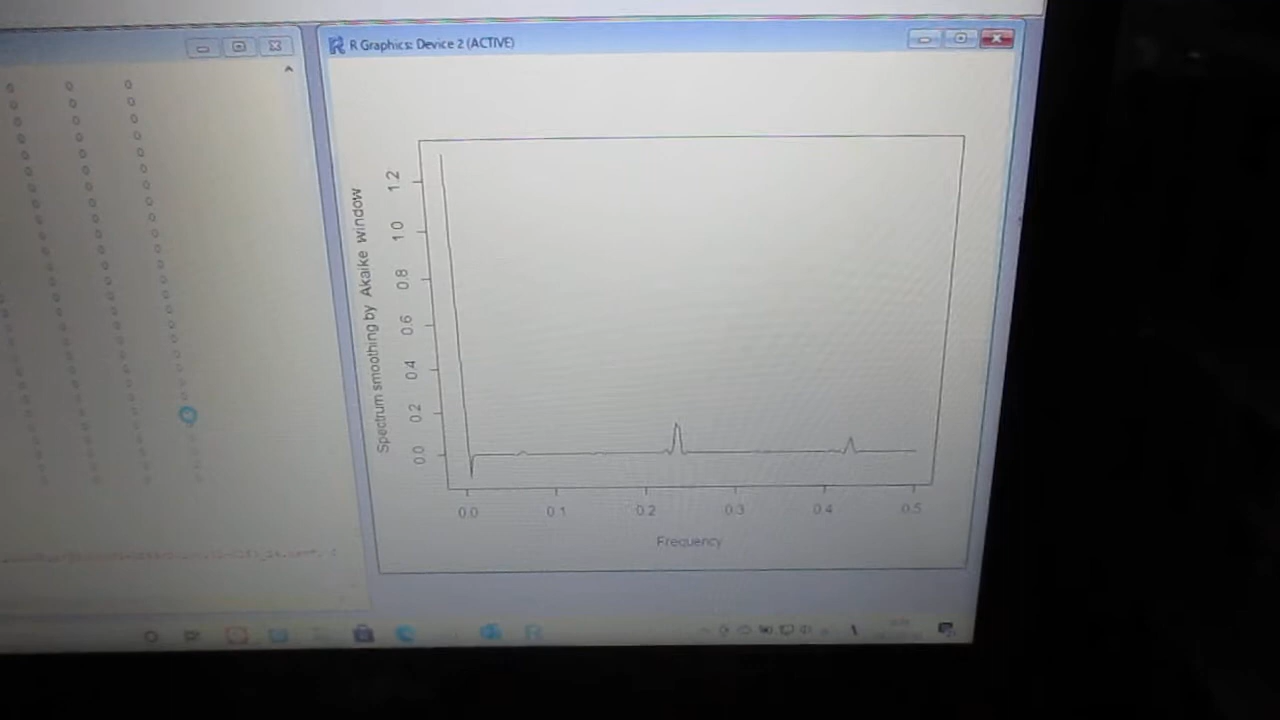 R Graphics: Device 2 (ACTIVE)
Spectrum smoothing by Akaike window
1.2
1.0
0.8
0.6
0.4
0.2
0.0
0.0 0.1 0.2 0.3 0.4 0.5
Frequency